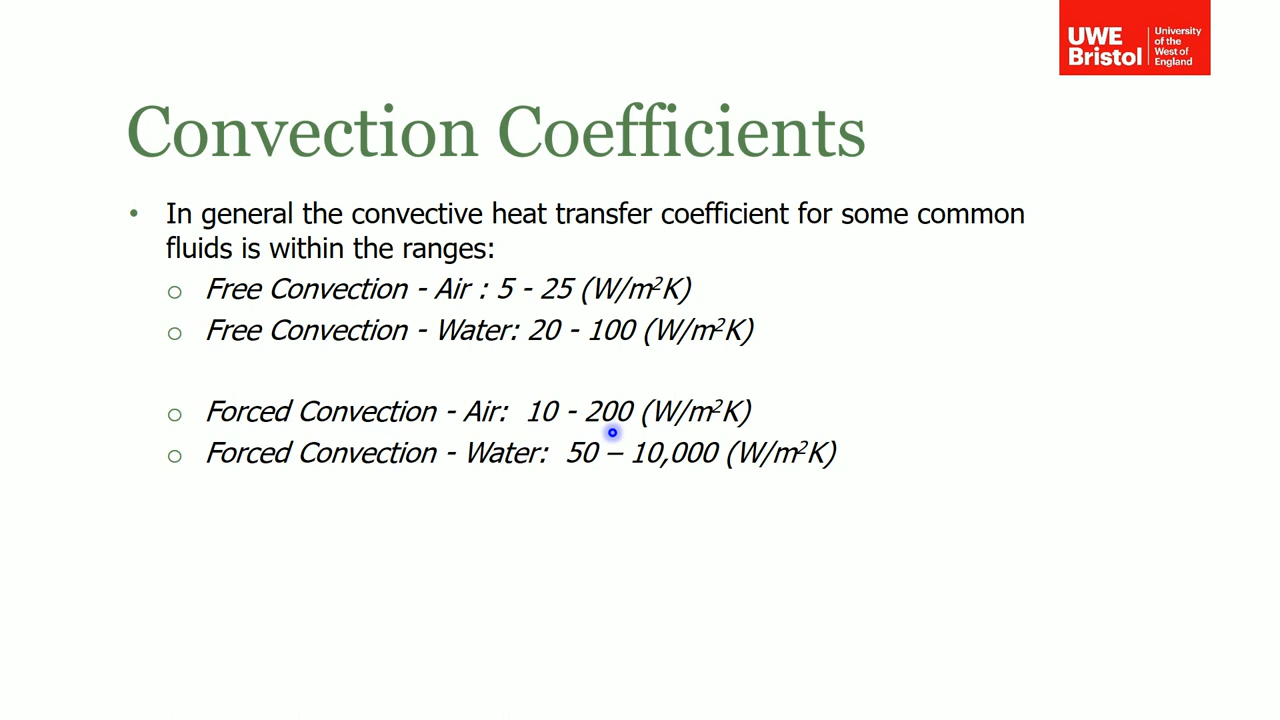 UWE Bristol
University of the West of England
Convection Coefficients
• In general the convective heat transfer coefficient for some common
fluids is within the ranges:
o Free Convection - Air : 5 - 25 (W/m²K)
o Free Convection - Water: 20 - 100 (W/m²K)
o Forced Convection - Air: 10 - 200 (W/m²K)
o Forced Convection - Water: 50 – 10,000 (W/m²K)